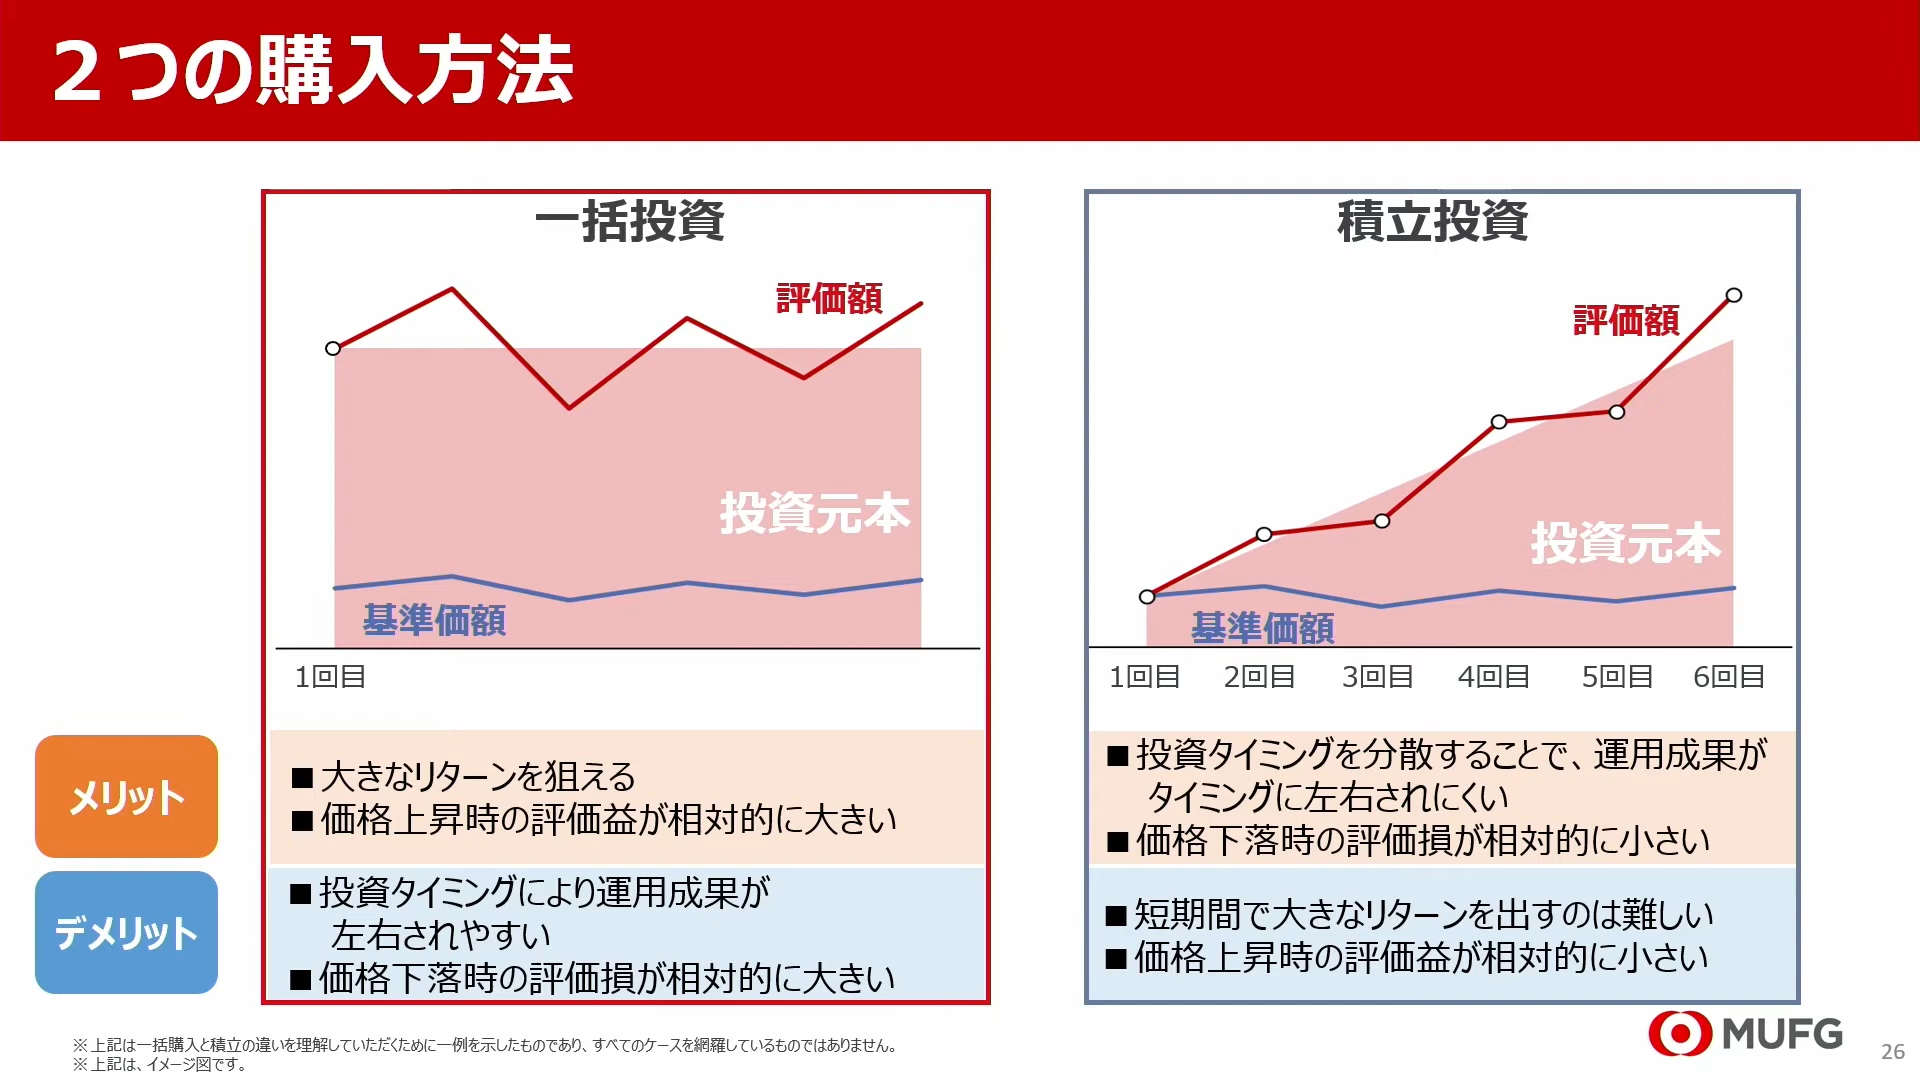 ２つの購入方法
一括投資
評価額
投資元本
基準価額
1回目
積立投資
評価額
投資元本
基準価額
1回目 2回目 3回目 4回目 5回目 6回目
メリット
■ 大きなリターンを狙える
■ 価格上昇時の評価益が相対的に大きい
■ 投資タイミングを分散することで、運用成果が
タイミングに左右されにくい
■ 価格下落時の評価損が相対的に小さい
デメリット
■ 投資タイミングにより運用成果が
左右されやすい
■ 価格下落時の評価損が相対的に大きい
■ 短期間で大きなリターンを出すのは難しい
■ 価格上昇時の評価益が相対的に小さい
※ 上記は一括購入と積立の違いを理解していただくために一例を示したものであり、すべてのケースを網羅しているものではありません。
※ 上記は、イメージ図です。
MUFG
26